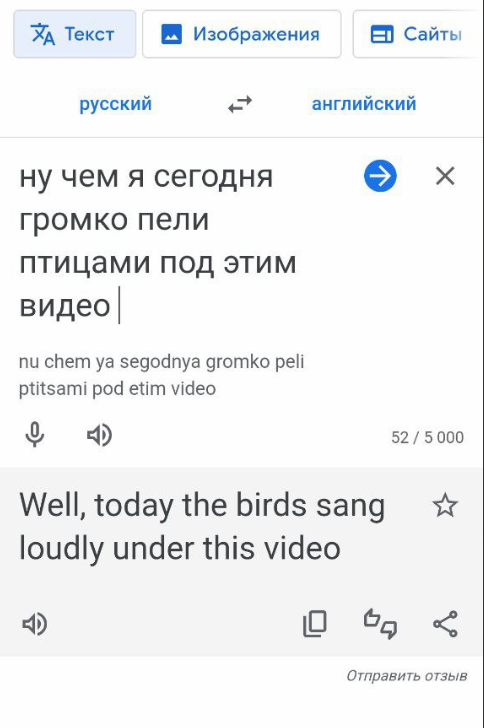 Текст Изображения Сайты
русский английский
ну чем я сегодня
громко пели
птицами под этим
видео
nu chem ya segodnya gromko peli
ptitsami pod etim video
52 / 5 000
Well, today the birds sang
loudly under this video
Отправить отзыв